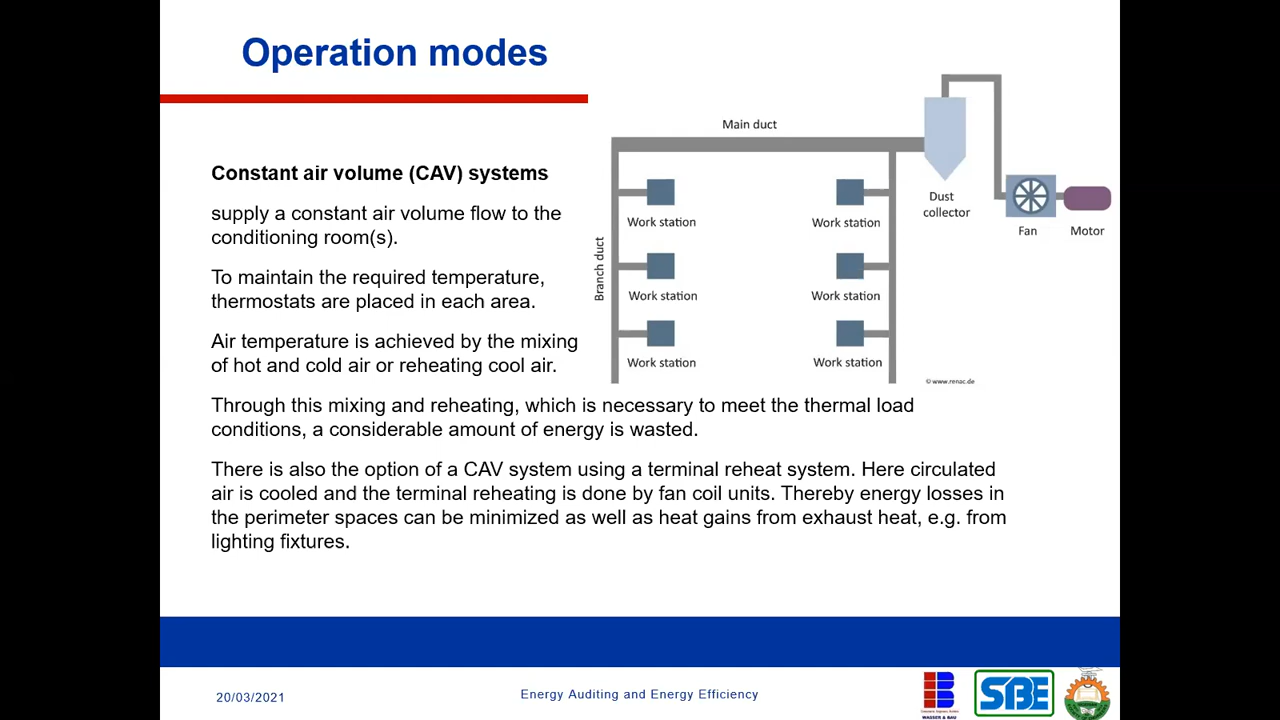 Operation modes
Main duct
Constant air volume (CAV) systems
supply a constant air volume flow to the
conditioning room(s).
To maintain the required temperature,
thermostats are placed in each area.
Air temperature is achieved by the mixing
of hot and cold air or reheating cool air.
Branch duct
Work station
Work station
Work station
Work station
Work station
Work station
Dust
collector
Fan
Motor
© www.renac.de
Through this mixing and reheating, which is necessary to meet the thermal load
conditions, a considerable amount of energy is wasted.
There is also the option of a CAV system using a terminal reheat system. Here circulated
air is cooled and the terminal reheating is done by fan coil units. Thereby energy losses in
the perimeter spaces can be minimized as well as heat gains from exhaust heat, e.g. from
lighting fixtures.
20/03/2021
Energy Auditing and Energy Efficiency
WASSER & BAU
SBE